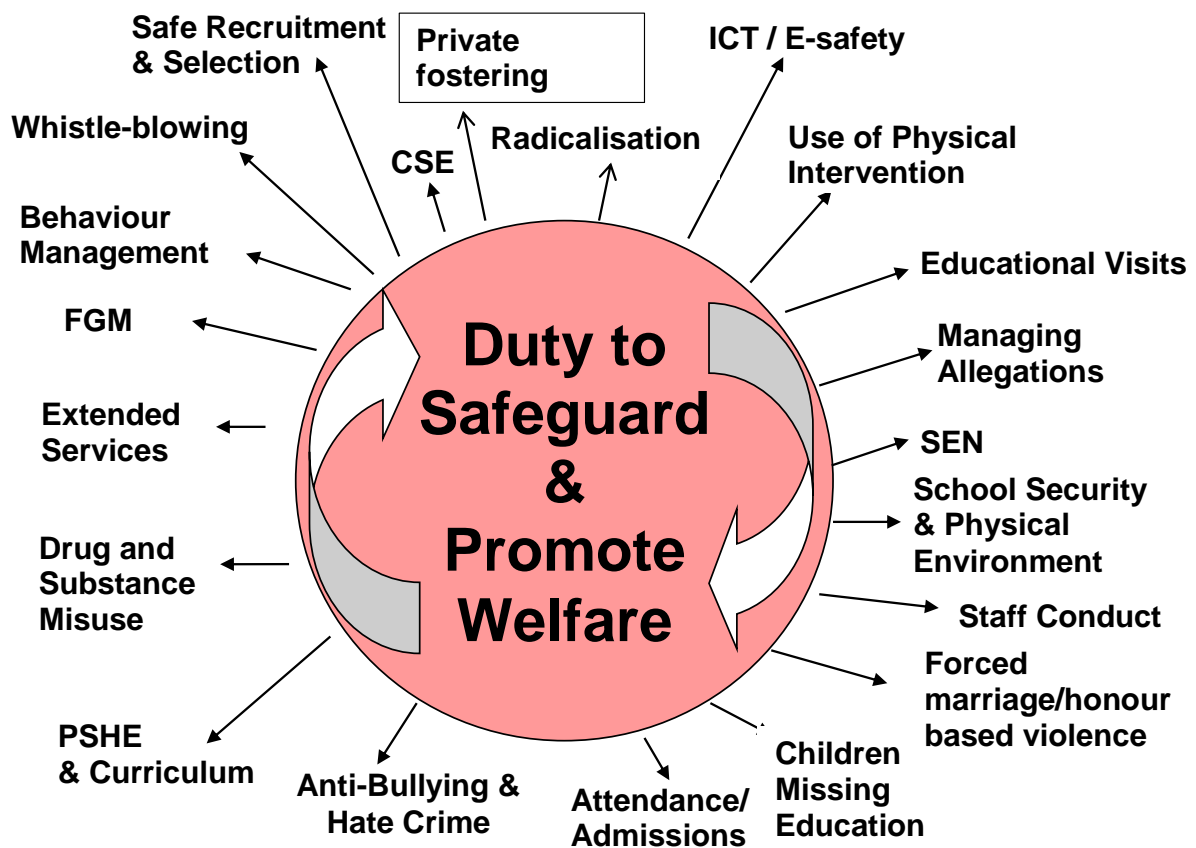 Safe Recruitment
& Selection
Private
fostering
ICT / E-safety
Whistle-blowing
CSE
Radicalisation
Use of Physical
Intervention
Behaviour
Management
Educational Visits
FGM
Managing
Allegations
Extended
Services
SEN
School Security
& Physical
Environment
Drug and
Substance
Misuse
Staff Conduct
Forced
marriage/honour
based violence
PSHE
& Curriculum
Anti-Bullying &
Hate Crime
Attendance/
Admissions
Children
Missing
Education
Duty to
Safeguard
&
Promote
Welfare